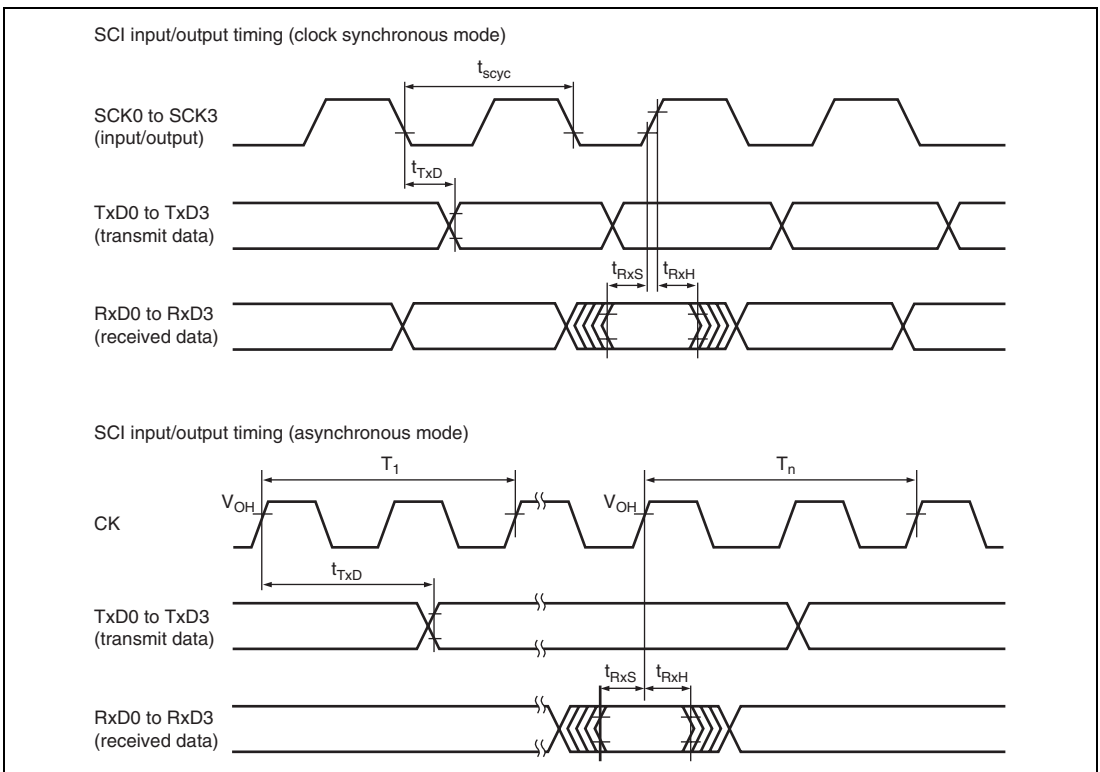 SCI input/output timing (clock synchronous mode)
tscyc
SCK0 to SCK3
(input/output)
tTxD
TxD0 to TxD3
(transmit data)
tRxS tRxH
RxD0 to RxD3
(received data)
SCI input/output timing (asynchronous mode)
T1 Tn
VOH VOH
CK
tTxD
TxD0 to TxD3
(transmit data)
tRxS tRxH
RxD0 to RxD3
(received data)